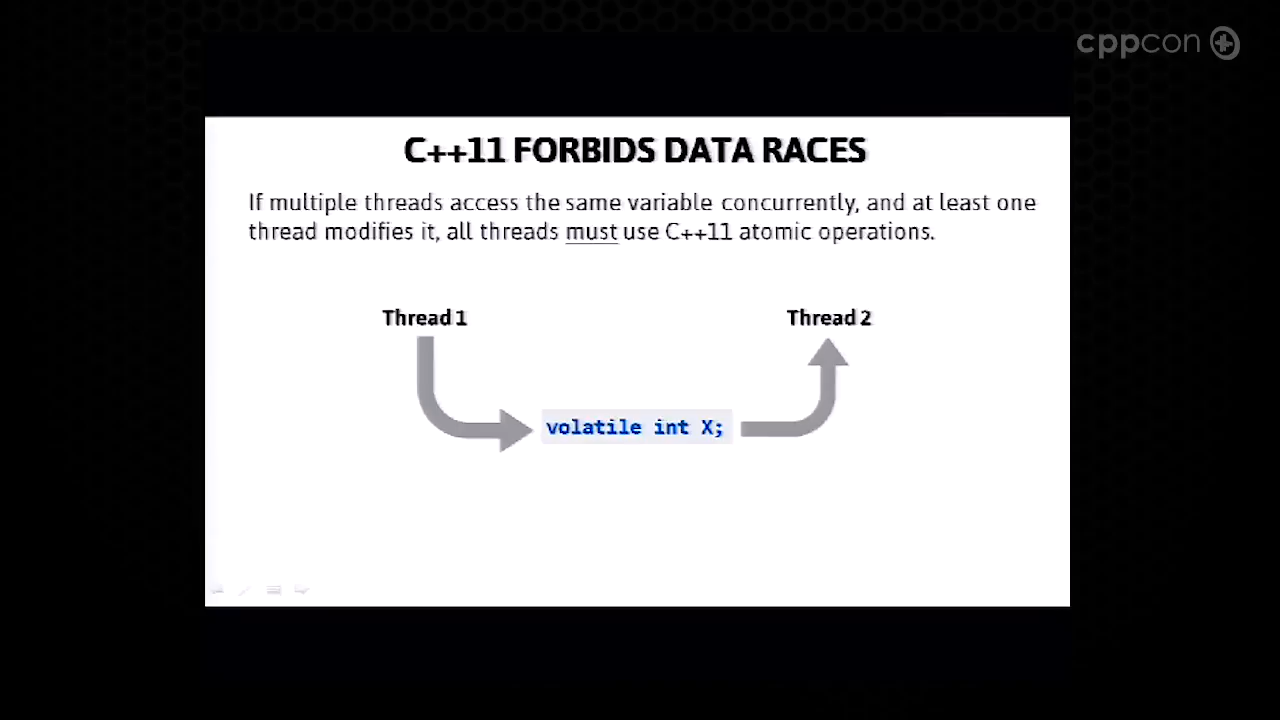 cppcon
C++11 FORBIDS DATA RACES
If multiple threads access the same variable concurrently, and at least one
thread modifies it, all threads must use C++11 atomic operations.
Thread 1
Thread 2
volatile int X;